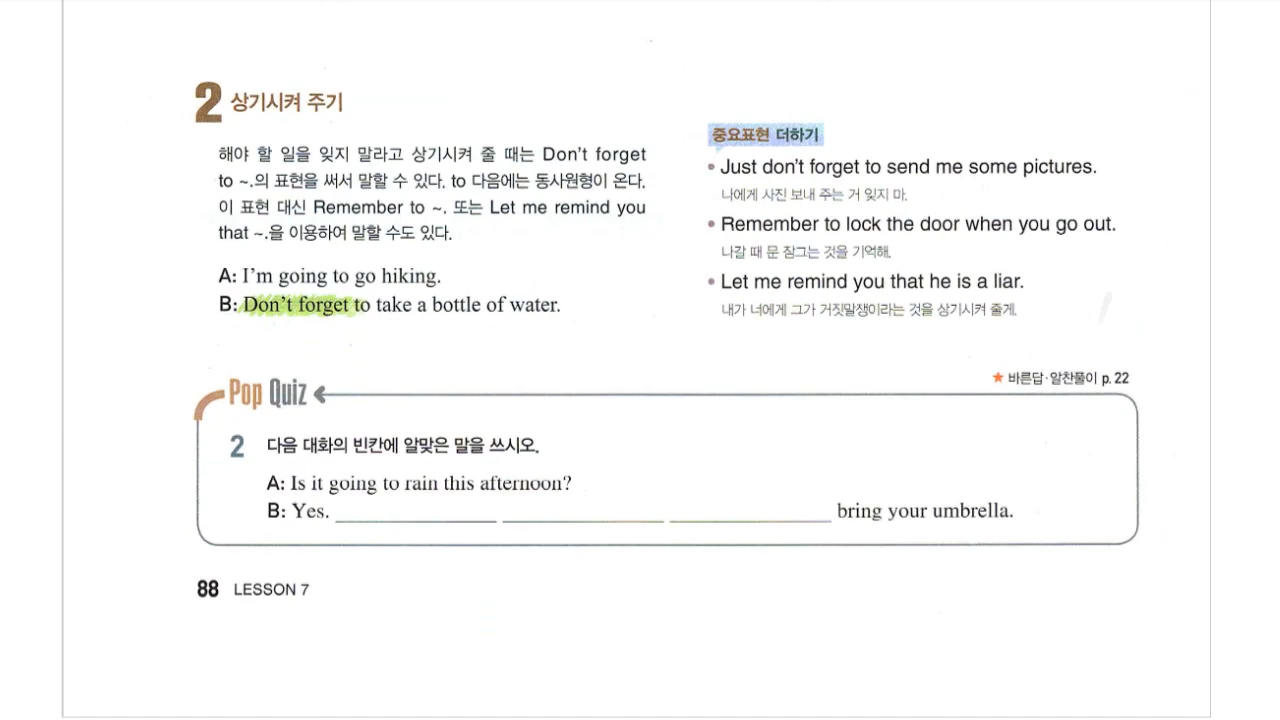 2 상기시켜 주기
해야 할 일을 잊지 말라고 상기시켜 줄 때는 Don't forget
to ~.의 표현을 써서 말할 수 있다. to 다음에는 동사원형이 온다.
이 표현 대신 Remember to ~. 또는 Let me remind you
that ~.을 이용하여 말할 수도 있다.
A: I'm going to go hiking.
B: Don't forget to take a bottle of water.
중요표현 더하기
• Just don't forget to send me some pictures.
나에게 사진 보내 주는 거 잊지 마.
• Remember to lock the door when you go out.
나갈 때 문 잠그는 것을 기억해.
• Let me remind you that he is a liar.
내가 너에게 그가 거짓말쟁이라는 것을 상기시켜 줄게.
★ 바른답·알찬풀이 p. 22
Pop Quiz
2 다음 대화의 빈칸에 알맞은 말을 쓰시오.
A: Is it going to rain this afternoon?
B: Yes. ____________ ____________ ____________ bring your umbrella.
88 LESSON 7